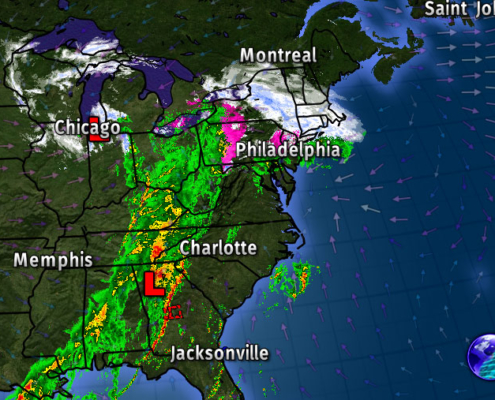 Saint Jo
Montreal
Chicago
L
Philadelphia
Charlotte
Memphis
L
Jacksonville